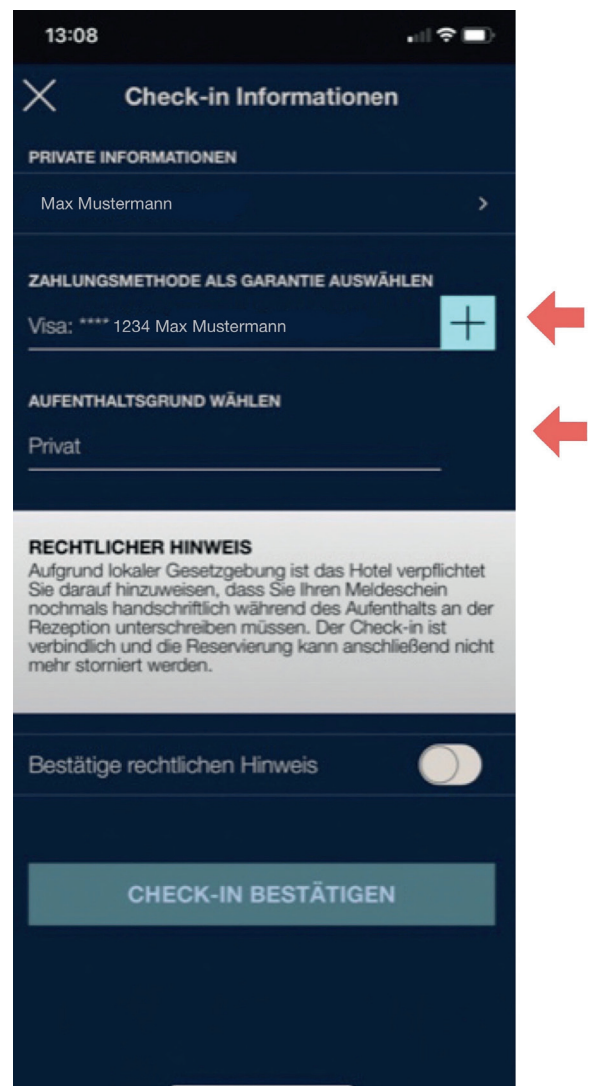 13:08
Check-in Informationen
PRIVATE INFORMATIONEN
Max Mustermann
ZAHLUNGSMETHODE ALS GARANTIE AUSWÄHLEN
Visa: **** 1234 Max Mustermann
AUFENTHALTSGRUND WÄHLEN
Privat
RECHTLICHER HINWEIS
Aufgrund lokaler Gesetzgebung ist das Hotel verpflichtet
Sie darauf hinzuweisen, dass Sie Ihren Meldeschein
nochmals handschriftlich während des Aufenthalts an der
Rezeption unterschreiben müssen. Der Check-in ist
verbindlich und die Reservierung kann anschließend nicht
mehr storniert werden.
Bestätige rechtlichen Hinweis
CHECK-IN BESTÄTIGEN